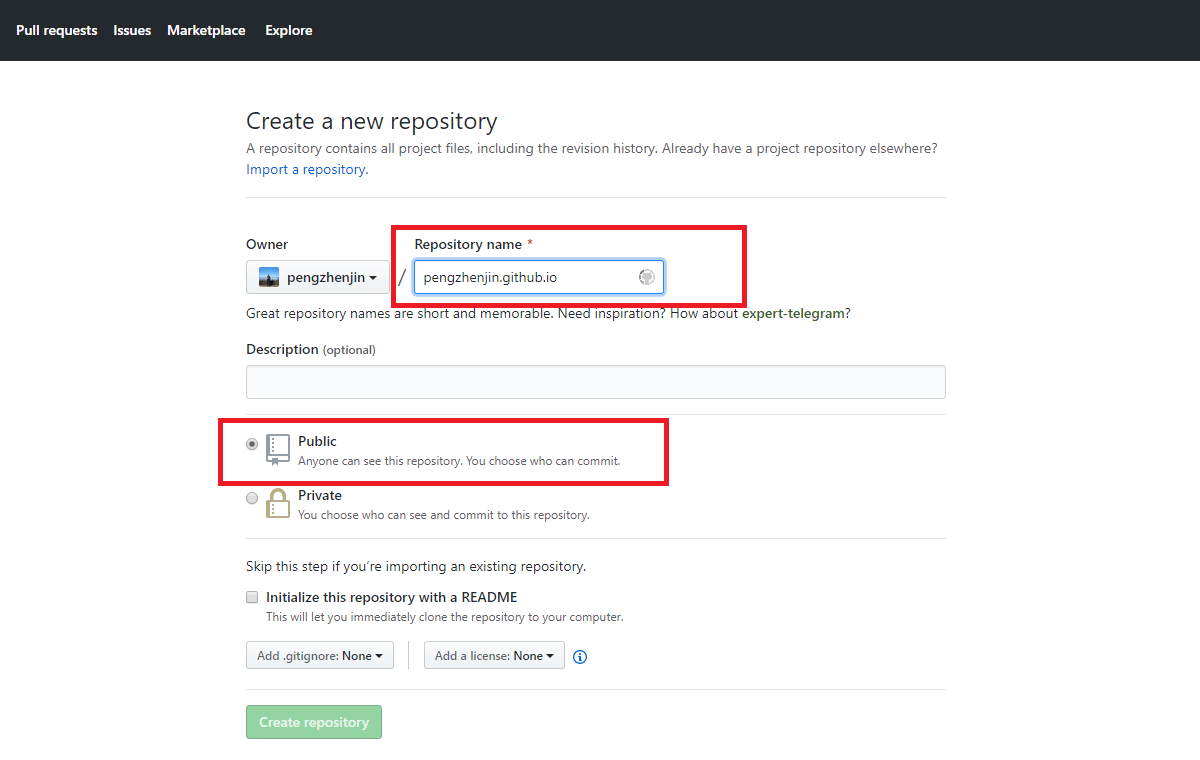 Pull requests Issues Marketplace Explore
Create a new repository
A repository contains all project files, including the revision history. Already have a project repository elsewhere?
Import a repository.
Owner
Repository name *
pengzhenjin / pengzhenjin.github.io
Great repository names are short and memorable. Need inspiration? How about expert-telegram?
Description (optional)
Public
Anyone can see this repository. You choose who can commit.
Private
You choose who can see and commit to this repository.
Skip this step if you’re importing an existing repository.
Initialize this repository with a README
This will let you immediately clone the repository to your computer.
Add .gitignore: None
Add a license: None
Create repository